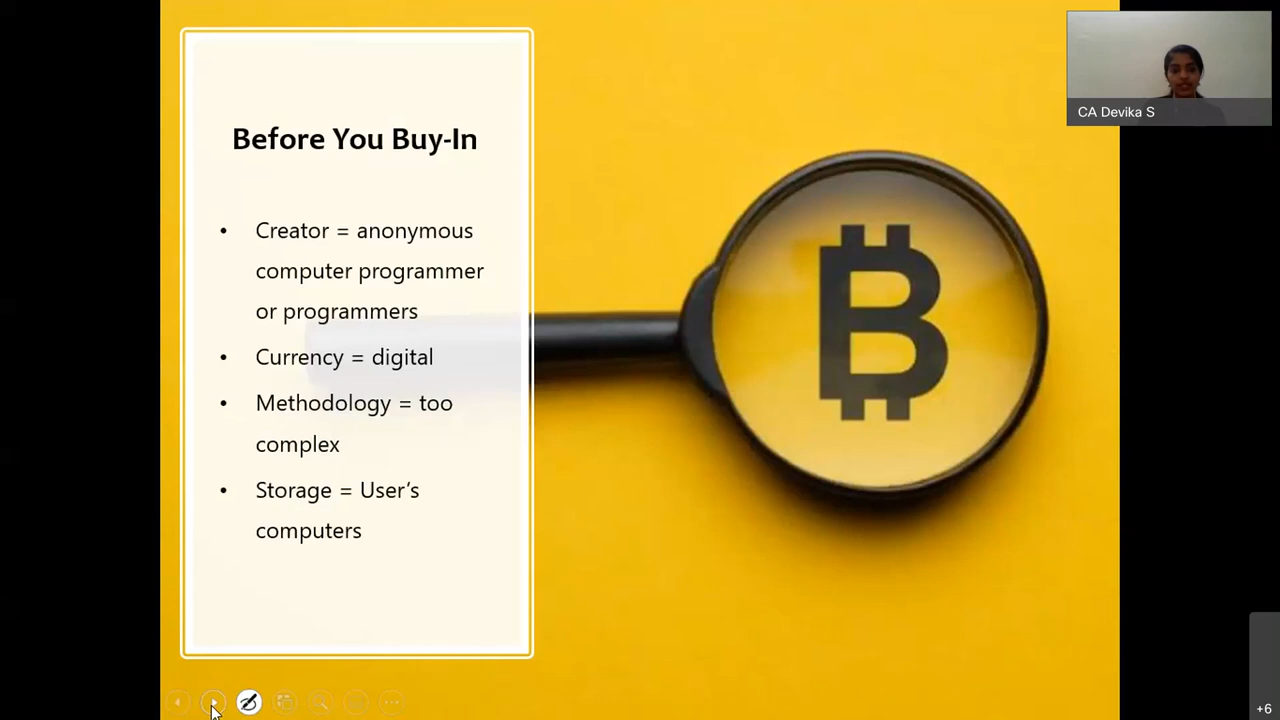 Before You Buy-In
• Creator = anonymous
computer programmer
or programmers
• Currency = digital
• Methodology = too
complex
• Storage = User's
computers
CA Devika S
+6